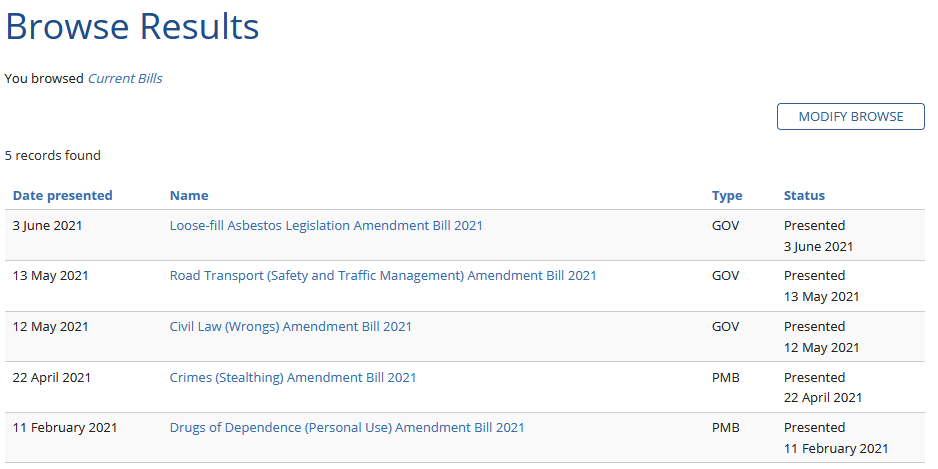 Browse Results
You browsed Current Bills
MODIFY BROWSE
5 records found
Date presented Name Type Status
3 June 2021 Loose-fill Asbestos Legislation Amendment Bill 2021 GOV Presented
3 June 2021
13 May 2021 Road Transport (Safety and Traffic Management) Amendment Bill 2021 GOV Presented
13 May 2021
12 May 2021 Civil Law (Wrongs) Amendment Bill 2021 GOV Presented
12 May 2021
22 April 2021 Crimes (Stealthing) Amendment Bill 2021 PMB Presented
22 April 2021
11 February 2021 Drugs of Dependence (Personal Use) Amendment Bill 2021 PMB Presented
11 February 2021